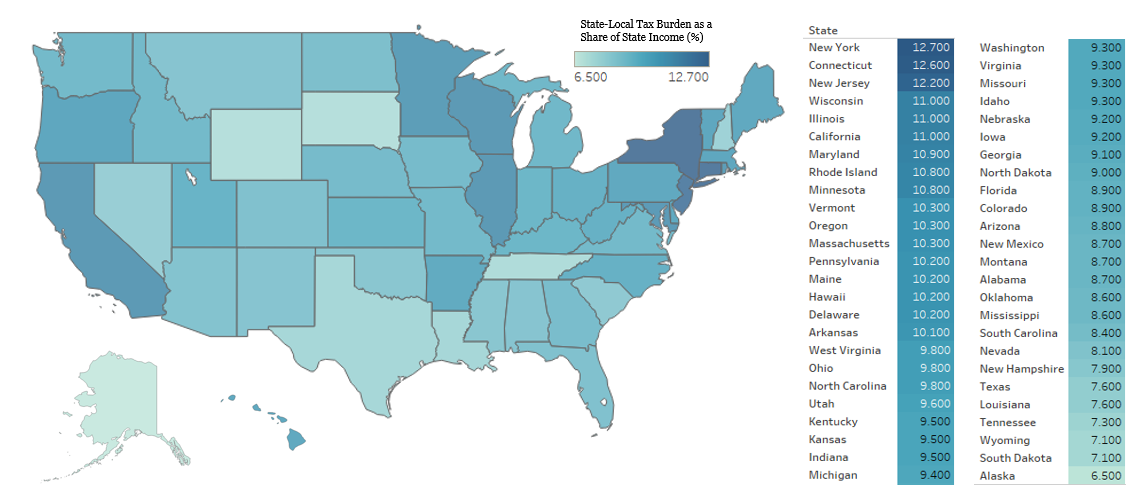 State-Local Tax Burden as a
Share of State Income (%)
6.500 12.700
State
New York 12.700
Connecticut 12.600
New Jersey 12.200
Wisconsin 11.000
Illinois 11.000
California 11.000
Maryland 10.900
Rhode Island 10.800
Minnesota 10.800
Vermont 10.300
Oregon 10.300
Massachusetts 10.300
Pennsylvania 10.200
Maine 10.200
Hawaii 10.200
Delaware 10.200
Arkansas 10.100
West Virginia 9.800
Ohio 9.800
North Carolina 9.800
Utah 9.600
Kentucky 9.500
Kansas 9.500
Indiana 9.500
Michigan 9.400
Washington 9.300
Virginia 9.300
Missouri 9.300
Idaho 9.300
Nebraska 9.200
Iowa 9.200
Georgia 9.100
North Dakota 9.000
Florida 8.900
Colorado 8.900
Arizona 8.800
New Mexico 8.700
Montana 8.700
Alabama 8.700
Oklahoma 8.600
Mississippi 8.600
South Carolina 8.400
Nevada 8.100
New Hampshire 7.900
Texas 7.600
Louisiana 7.600
Tennessee 7.300
Wyoming 7.100
South Dakota 7.100
Alaska 6.500